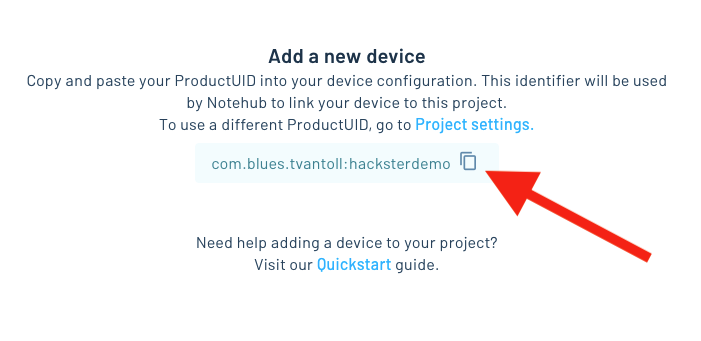 Add a new device
Copy and paste your ProductUID into your device configuration. This identifier will be used
by Notehub to link your device to this project.
To use a different ProductUID, go to Project settings.
com.blues.tvantoll:hacksterdemo
Need help adding a device to your project?
Visit our Quickstart guide.